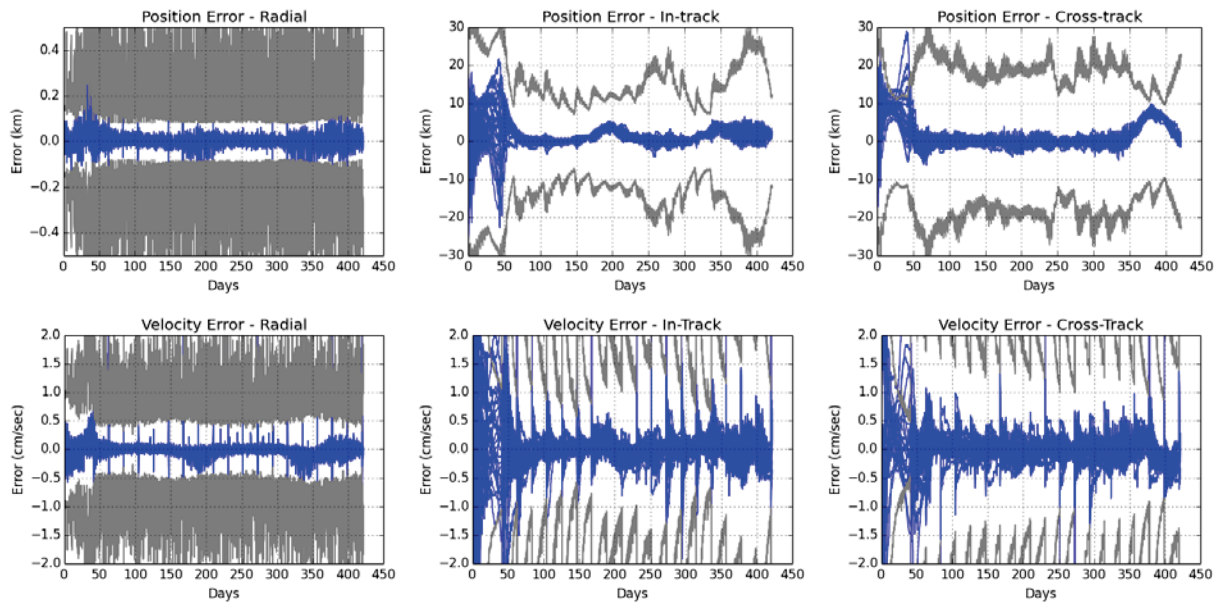 Position Error - Radial
Error (km)
0.4
0.2
0.0
−0.2
−0.4
0 50 100 150 200 250 300 350 400 450
Days
Position Error - In-track
Error (km)
30
20
10
0
−10
−20
−30
0 50 100 150 200 250 300 350 400 450
Days
Position Error - Cross-track
Error (km)
30
20
10
0
−10
−20
−30
0 50 100 150 200 250 300 350 400 450
Days
Velocity Error - Radial
Error (cm/sec)
2.0
1.5
1.0
0.5
0.0
−0.5
−1.0
−1.5
−2.0
0 50 100 150 200 250 300 350 400 450
Days
Velocity Error - In-Track
Error (cm/sec)
2.0
1.5
1.0
0.5
0.0
−0.5
−1.0
−1.5
−2.0
0 50 100 150 200 250 300 350 400 450
Days
Velocity Error - Cross-Track
Error (cm/sec)
2.0
1.5
1.0
0.5
0.0
−0.5
−1.0
−1.5
−2.0
0 50 100 150 200 250 300 350 400 450
Days